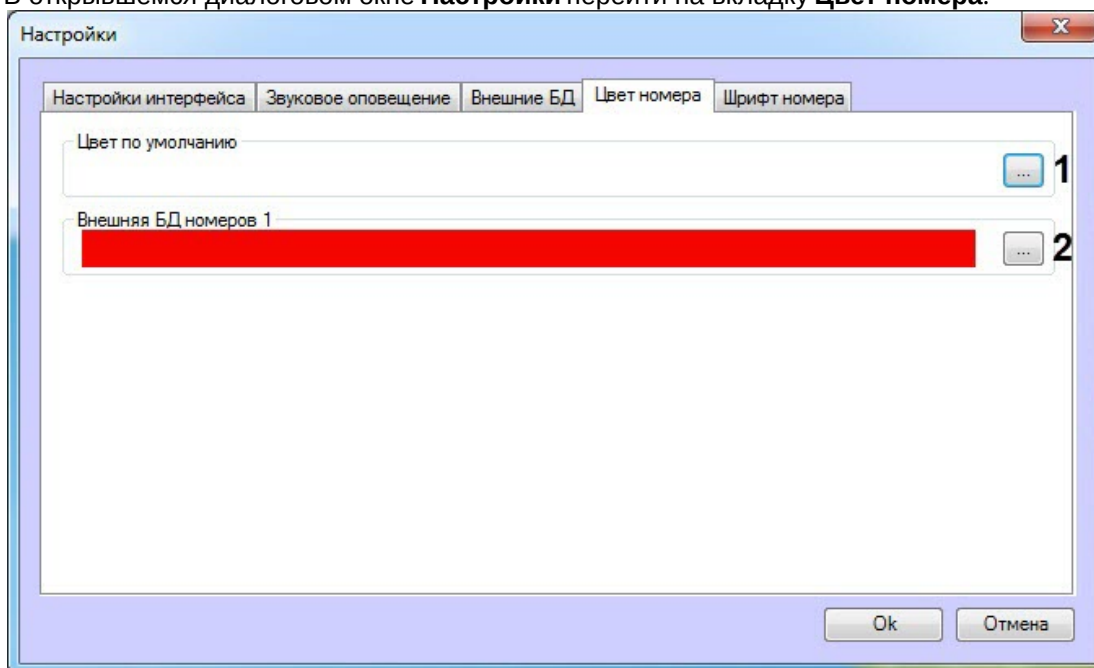 В открывшемся диалоговом окне Настройки перейти на вкладку Цвет номера.
Настройки
Настройки интерфейса Звуковое оповещение Внешние БД Цвет номера Шрифт номера
Цвет по умолчанию
... 1
Внешняя БД номеров 1
... 2
Ok Отмена